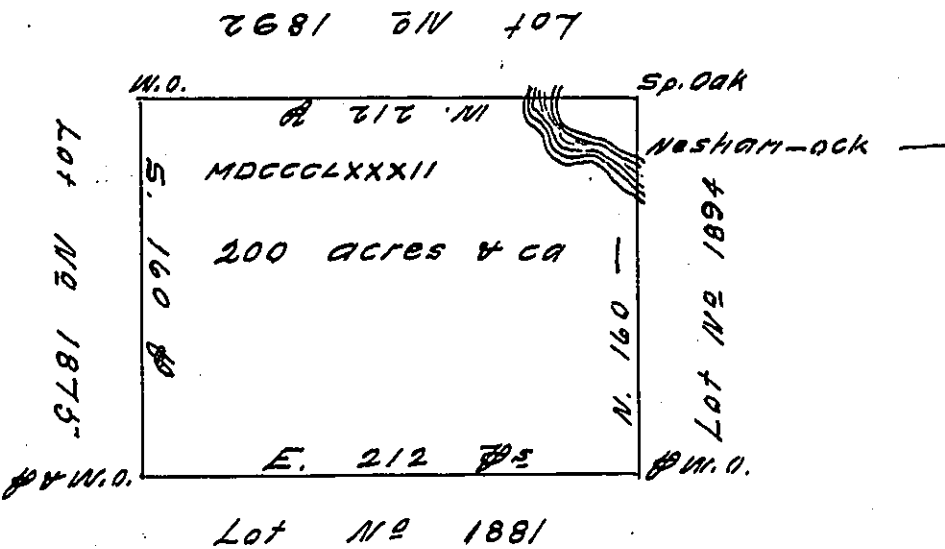 Lot No 1892
W.O.
Sp. Oak
W. 212 P
Nesham-ock
Lot No 1875
S. 160 P
MDCCCLXXXII
200 acres & ca
N. 160 —
Lot No 1894
E. 212 Ps
P & W.O.
P W.O.
Lot No 1881